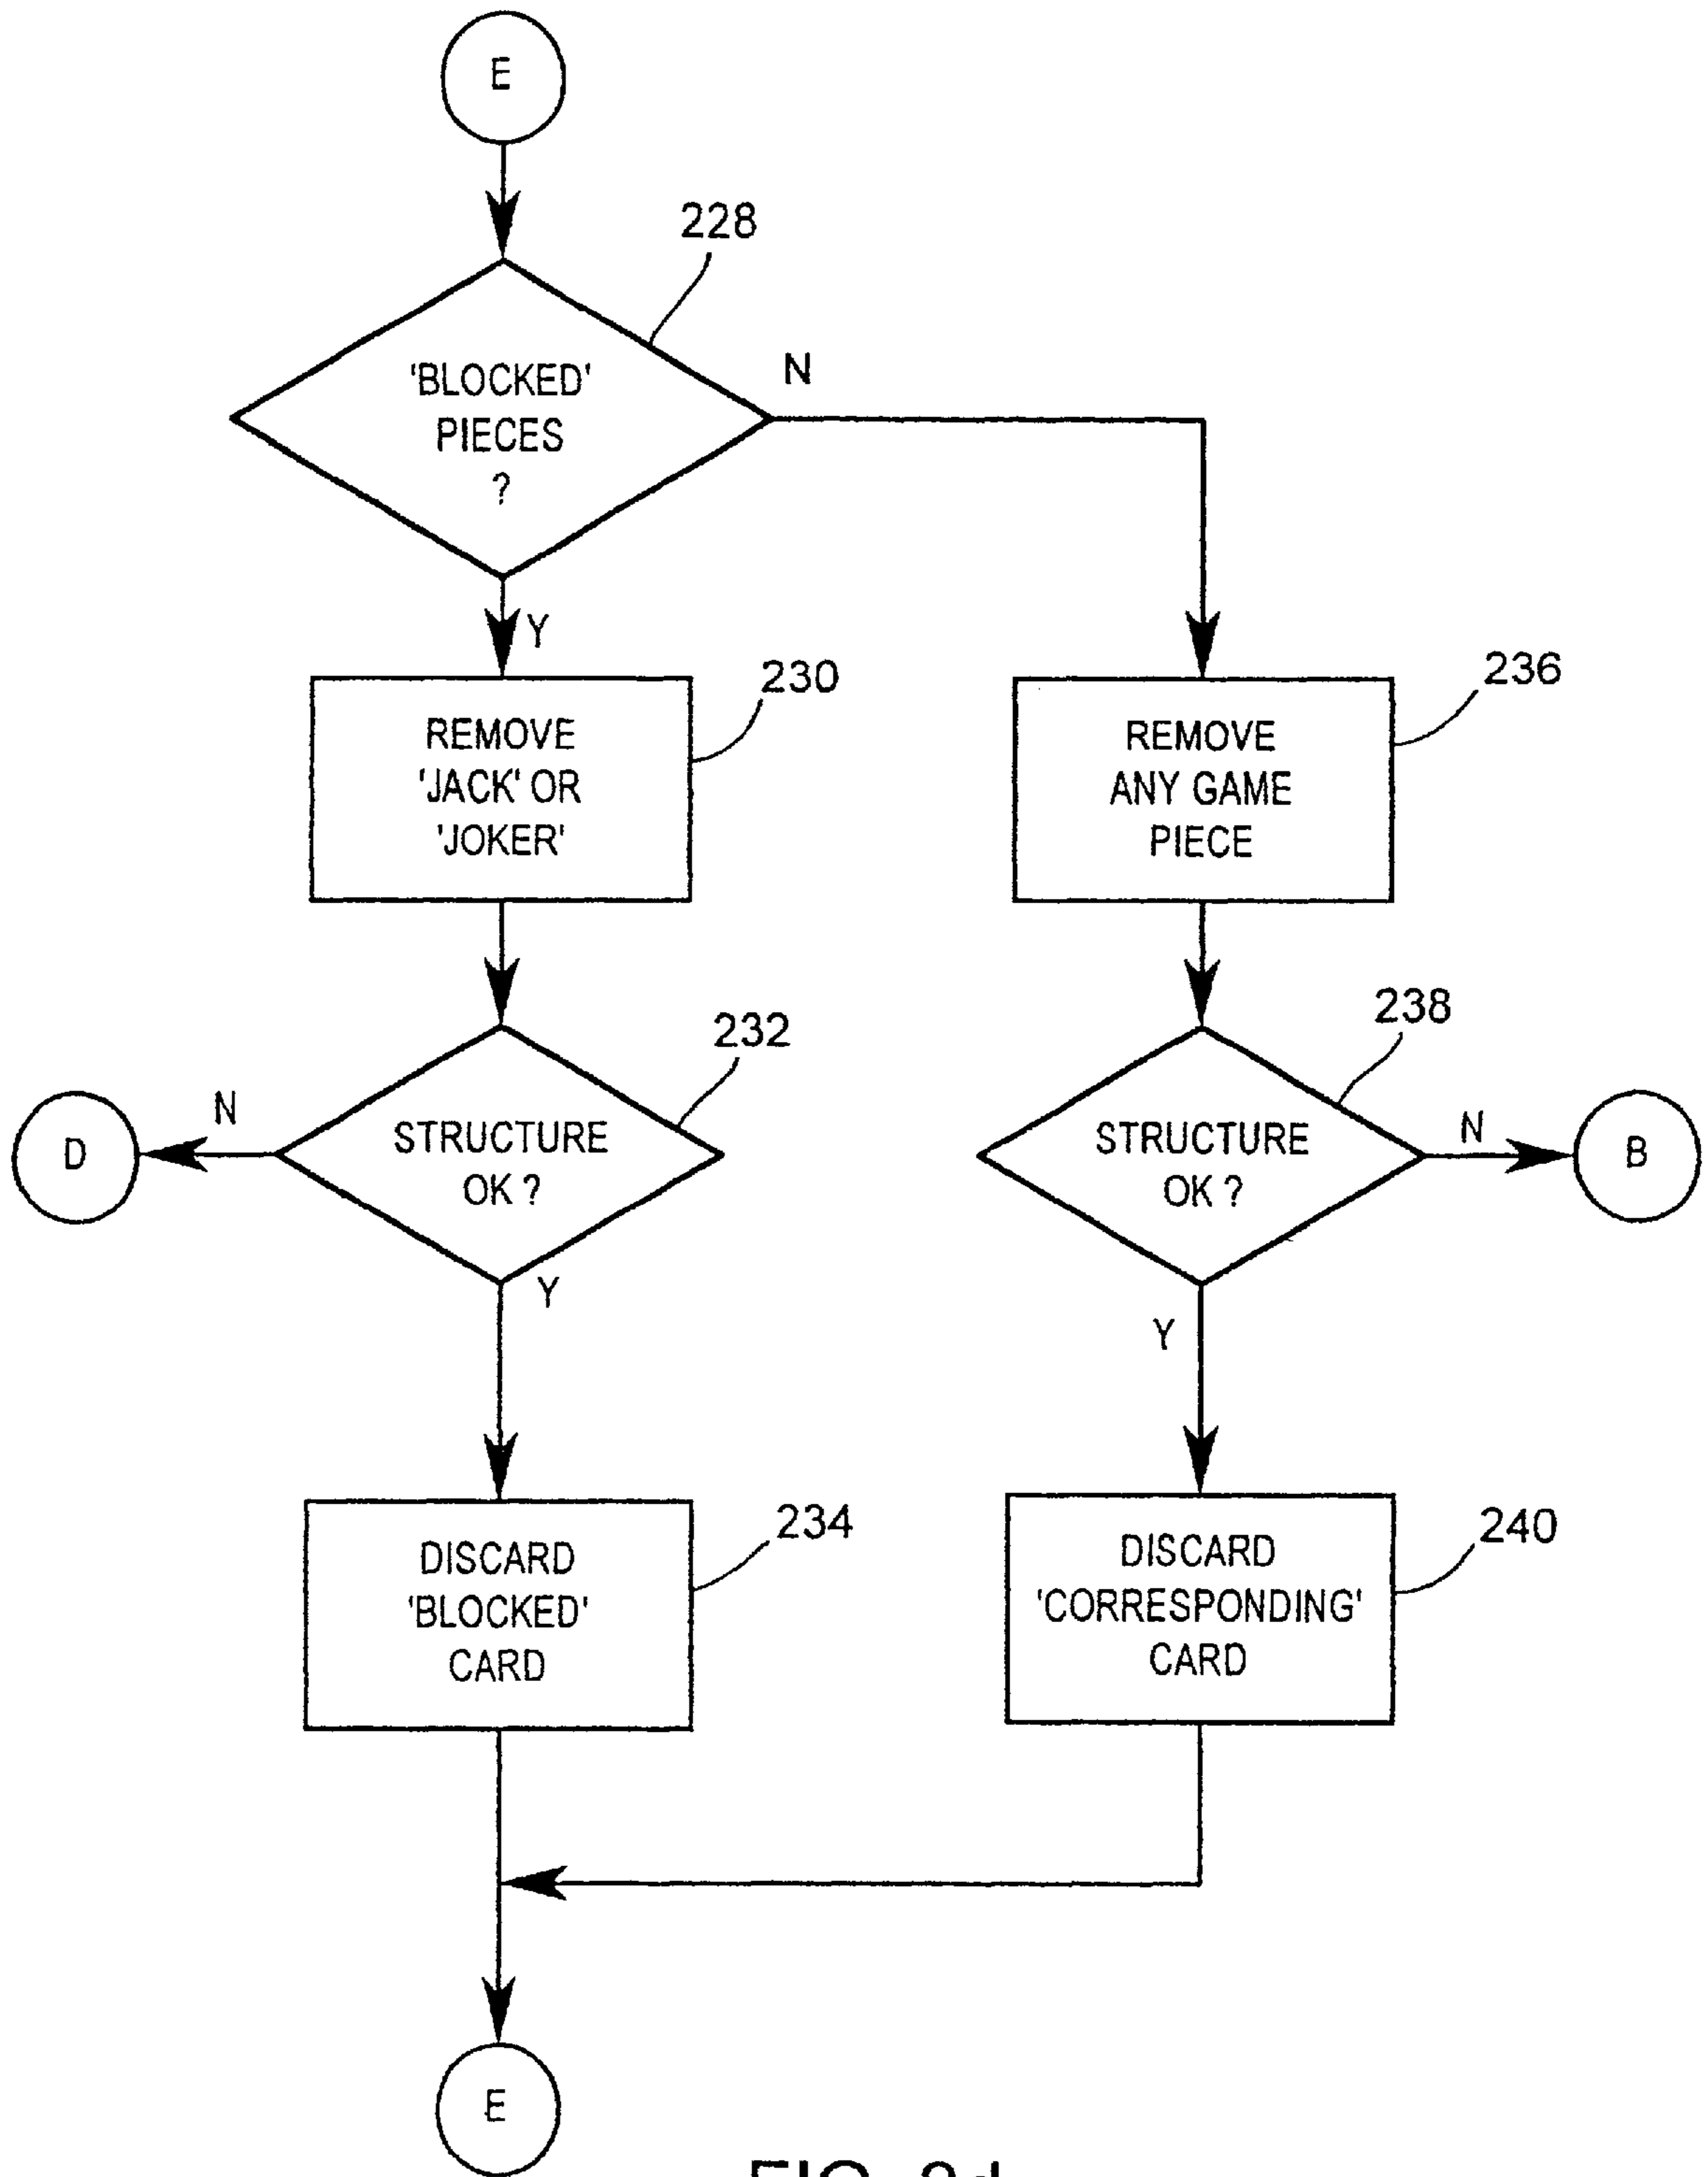 E
228
'BLOCKED'
PIECES
?
N
Y
230
REMOVE
'JACK' OR
'JOKER'
236
REMOVE
ANY GAME
PIECE
232
STRUCTURE
OK ?
N
D
Y
238
STRUCTURE
OK ?
N
B
Y
234
DISCARD
'BLOCKED'
CARD
240
DISCARD
'CORRESPONDING'
CARD
E